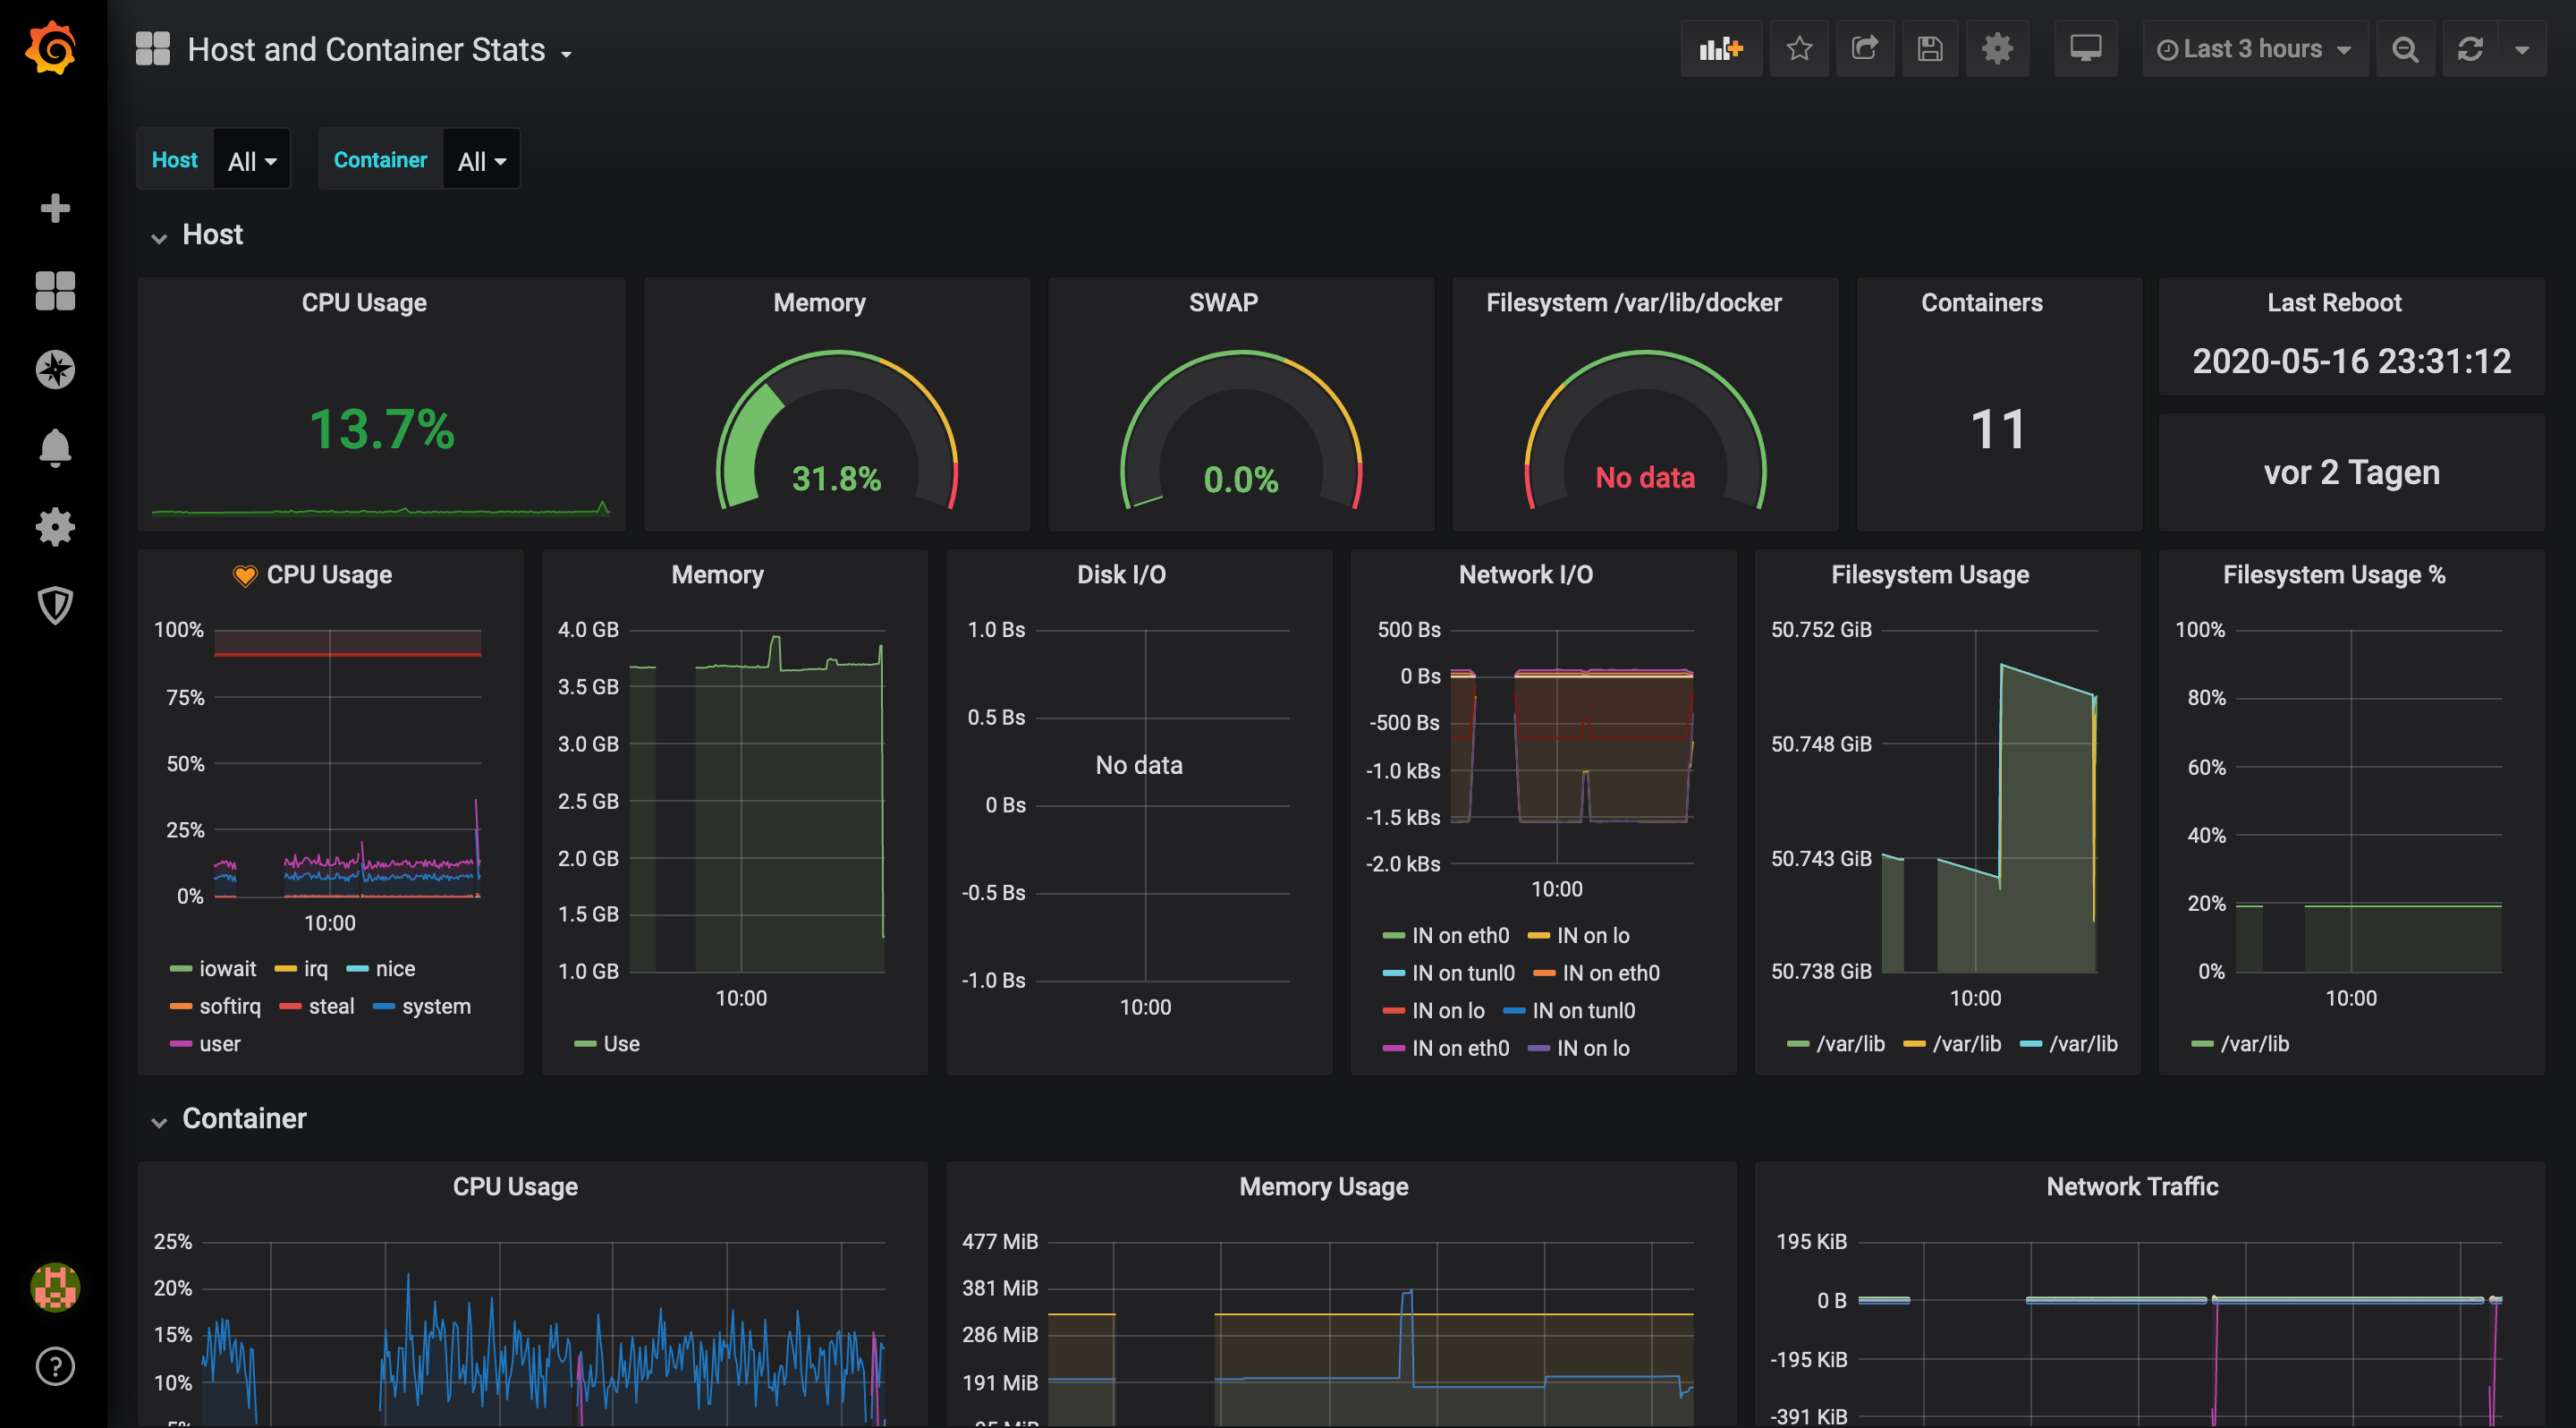 Host and Container Stats
Last 3 hours
Host All Container All
Host
CPU Usage
13.7%
Memory
31.8%
SWAP
0.0%
Filesystem /var/lib/docker
No data
Containers
11
Last Reboot
2020-05-16 23:31:12
vor 2 Tagen
CPU Usage
100%
75%
50%
25%
0%
10:00
iowait irq nice
softirq steal system
user
Memory
4.0 GB
3.5 GB
3.0 GB
2.5 GB
2.0 GB
1.5 GB
1.0 GB
10:00
Use
Disk I/O
1.0 Bs
0.5 Bs
No data
0 Bs
-0.5 Bs
-1.0 Bs
10:00
Network I/O
500 Bs
0 Bs
-500 Bs
-1.0 kBs
-1.5 kBs
-2.0 kBs
10:00
IN on eth0 IN on lo
IN on tunl0 IN on eth0
IN on lo IN on tunl0
IN on eth0 IN on lo
Filesystem Usage
50.752 GiB
50.748 GiB
50.743 GiB
50.738 GiB
10:00
/var/lib /var/lib /var/lib
Filesystem Usage %
100%
80%
60%
40%
20%
0%
10:00
/var/lib
Container
CPU Usage
25%
20%
15%
10%
5%
Memory Usage
477 MiB
381 MiB
286 MiB
191 MiB
95 MiB
Network Traffic
195 KiB
0 B
-195 KiB
-391 KiB